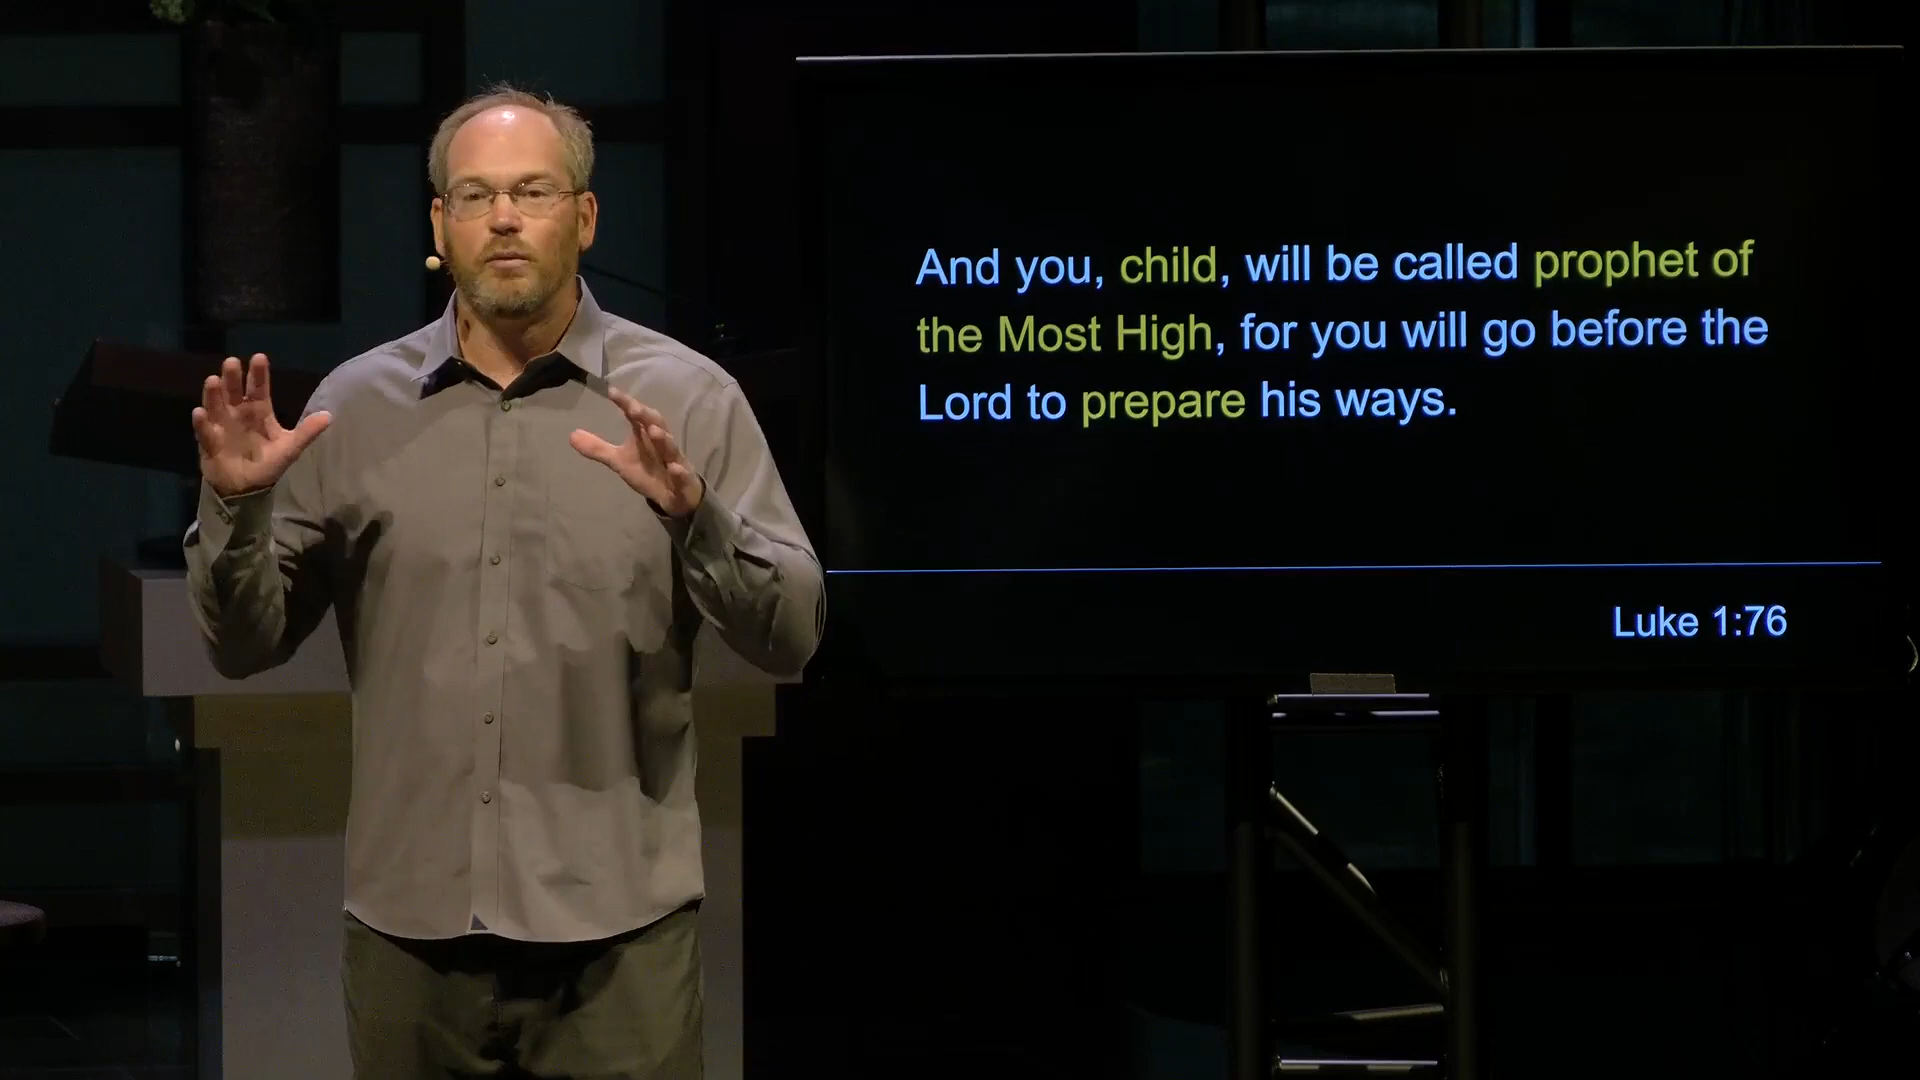 And you, child, will be called prophet of
the Most High, for you will go before the
Lord to prepare his ways.
Luke 1:76